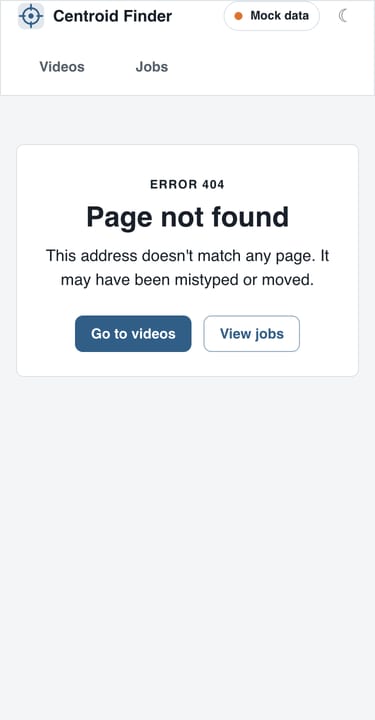 Centroid Finder
Mock data
Videos
Jobs
ERROR 404
Page not found
This address doesn't match any page. It
may have been mistyped or moved.
Go to videos
View jobs